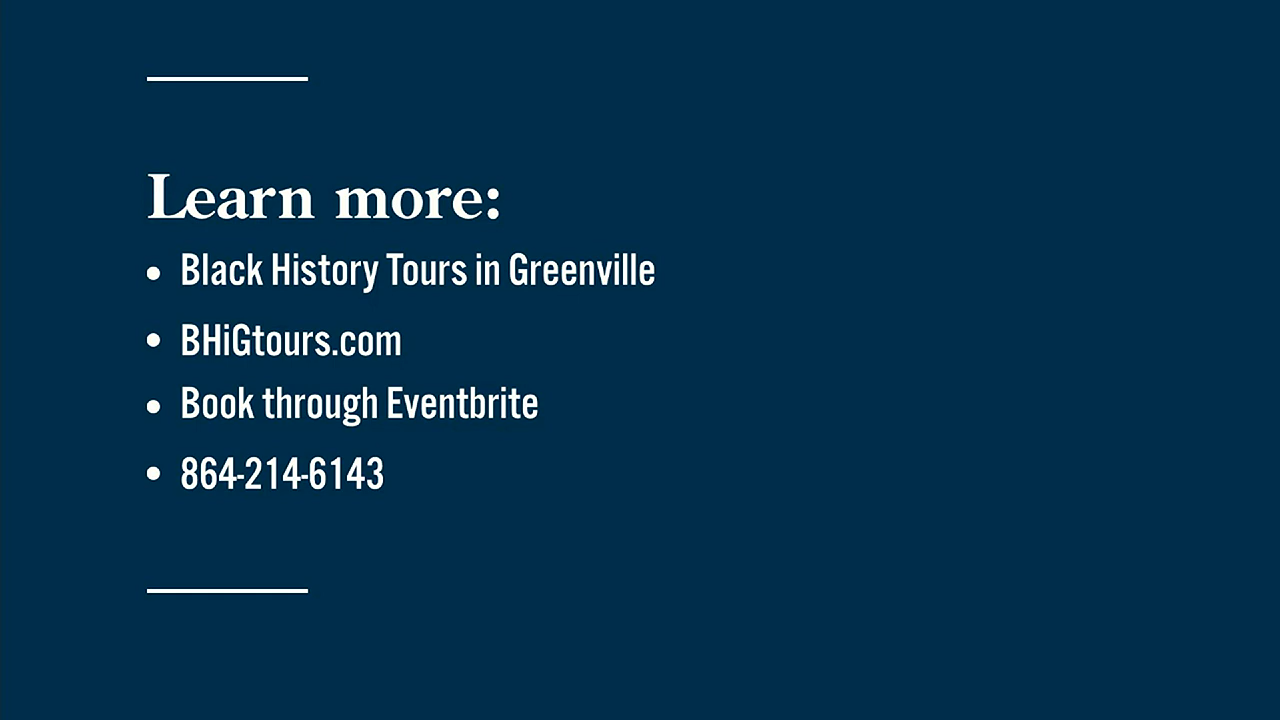 Learn more:
• Black History Tours in Greenville
• BHiGtours.com
• Book through Eventbrite
• 864-214-6143